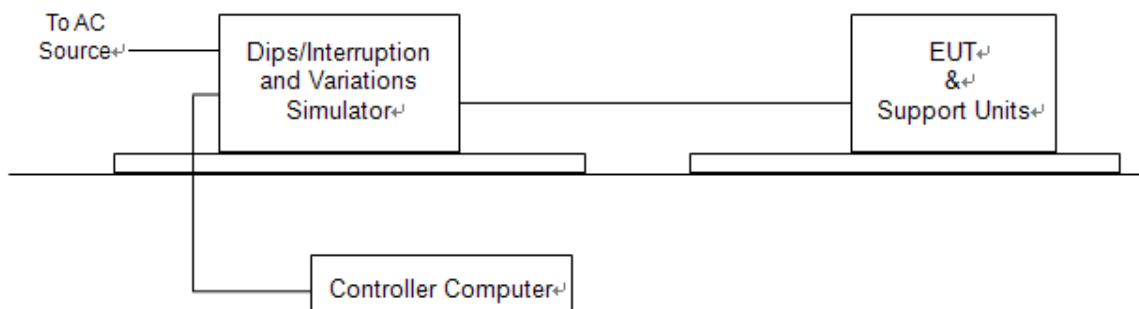 To AC
Source↵
Dips/Interruption
and Variations
Simulator↵
EUT↵
&↵
Support Units↵
Controller Computer↵